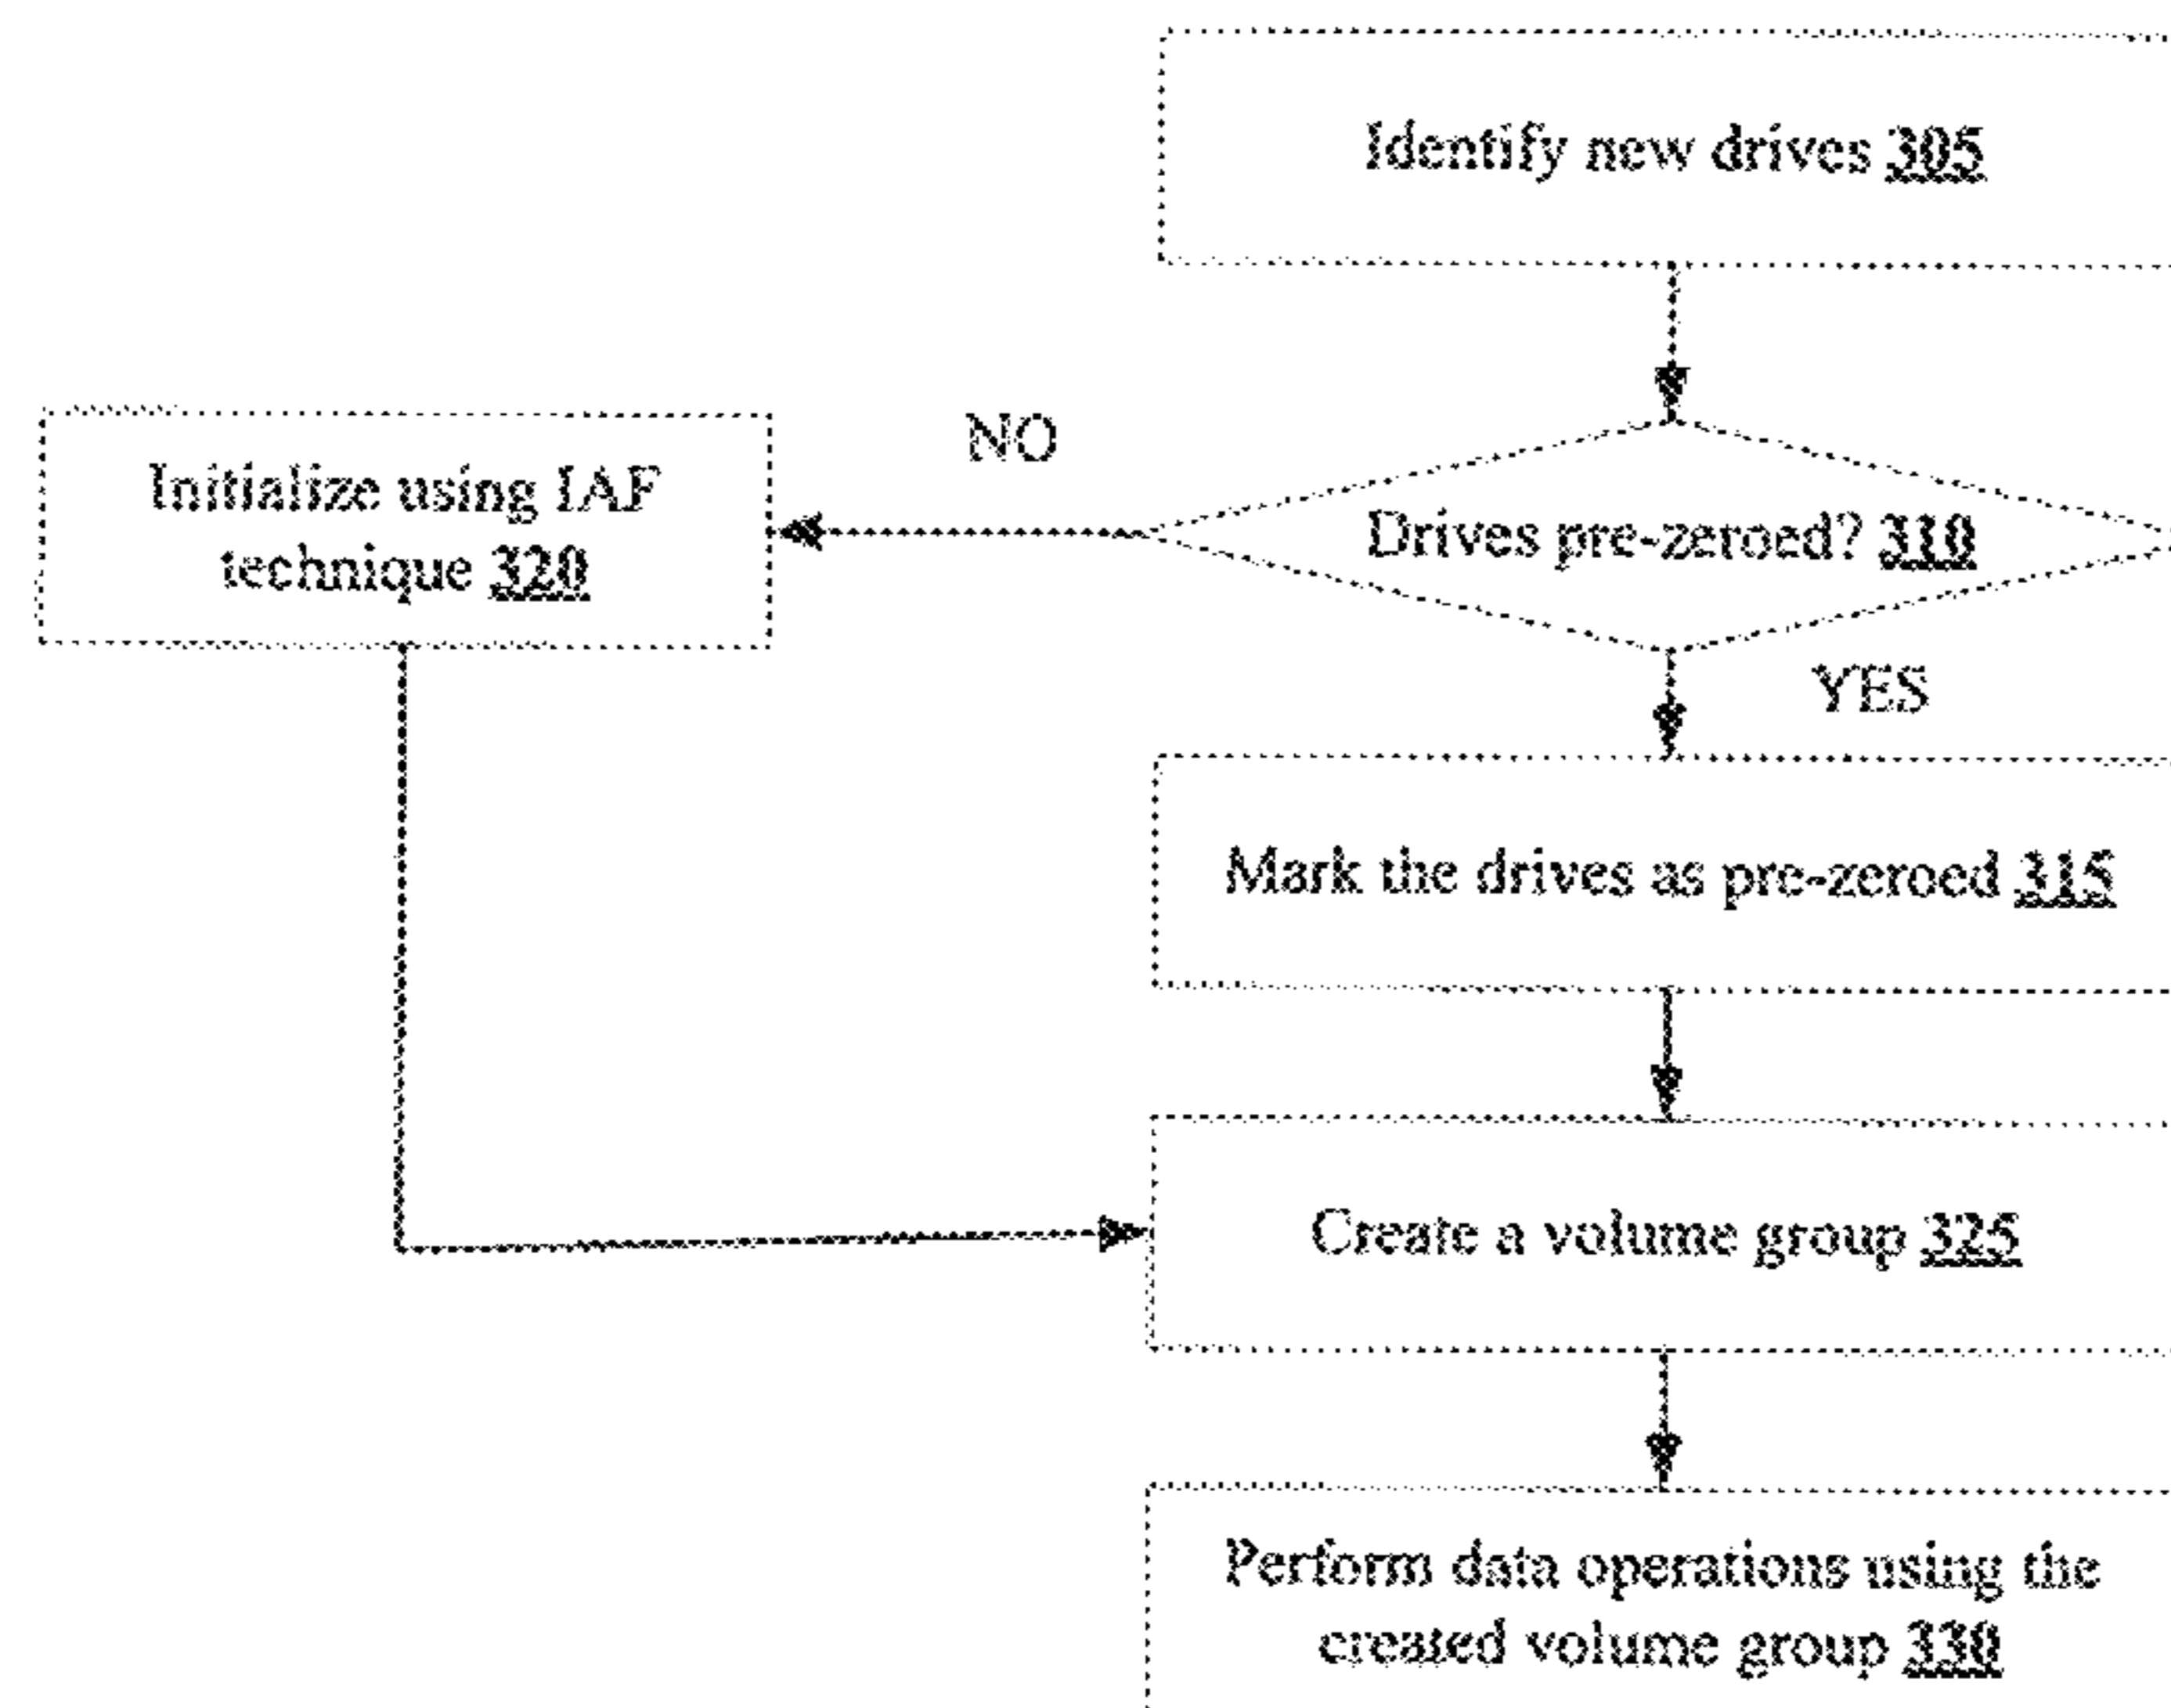 Identify new drives 305
NO
Initialize using IAF
technique 320
Drives pre-zeroed? 310
YES
Mark the drives as pre-zeroed 315
Create a volume group 325
Perform data operations using the
created volume group 330